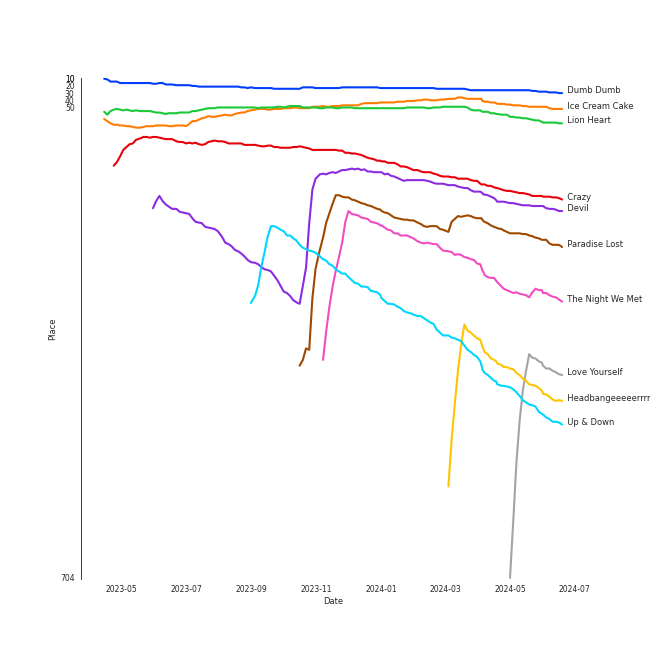 10
20
30
40
50
704
Place
2023-05
2023-07
2023-09
2023-11
2024-01
2024-03
2024-05
2024-07
Date
Dumb Dumb
Ice Cream Cake
Lion Heart
Crazy
Devil
Paradise Lost
The Night We Met
Love Yourself
Headbangeeeeerrrr
Up & Down